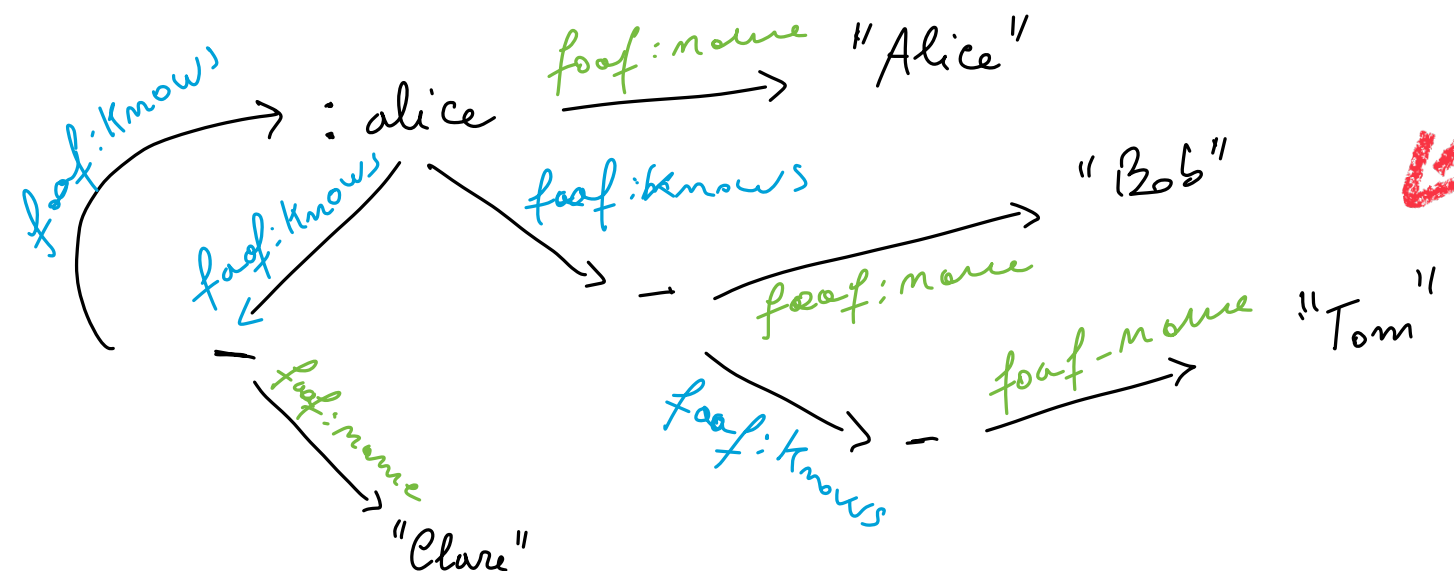 foaf:name "Alice"
foaf:knows :alice
foaf:knows foaf:knows "Bob"
foaf:name
foaf:name foaf-name "Tom"
foaf:knows
"Clare"